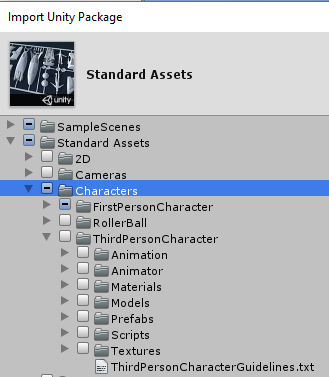 Import Unity Package
unity
Standard Assets
SampleScenes
Standard Assets
2D
Cameras
Characters
FirstPersonCharacter
RollerBall
ThirdPersonCharacter
Animation
Animator
Materials
Models
Prefabs
Scripts
Textures
ThirdPersonCharacterGuidelines.txt